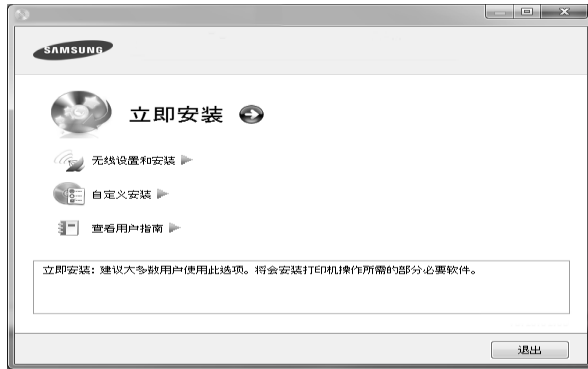 SAMSUNG
立即安装
无线设置和安装
自定义安装
查看用户指南
立即安装: 建议大多数用户使用此选项。将会安装打印机操作所需的部分必要软件。
退出